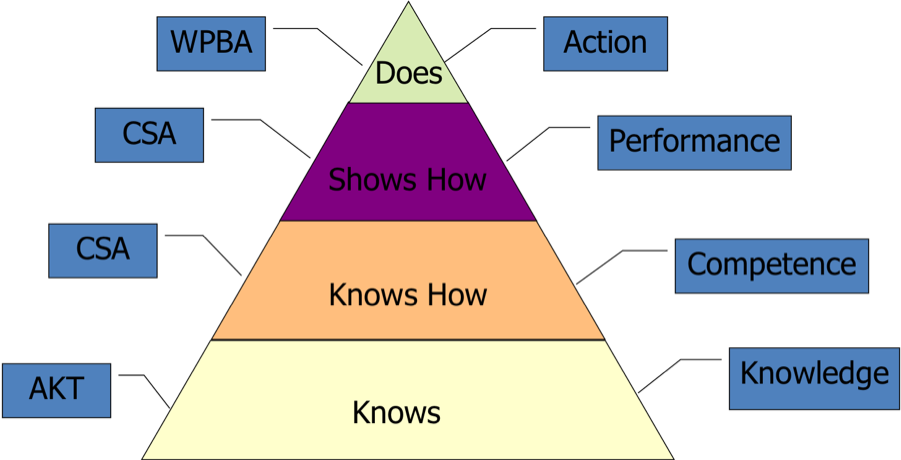 WPBA
Action
Does
CSA
Performance
Shows How
CSA
Competence
Knows How
AKT
Knowledge
Knows